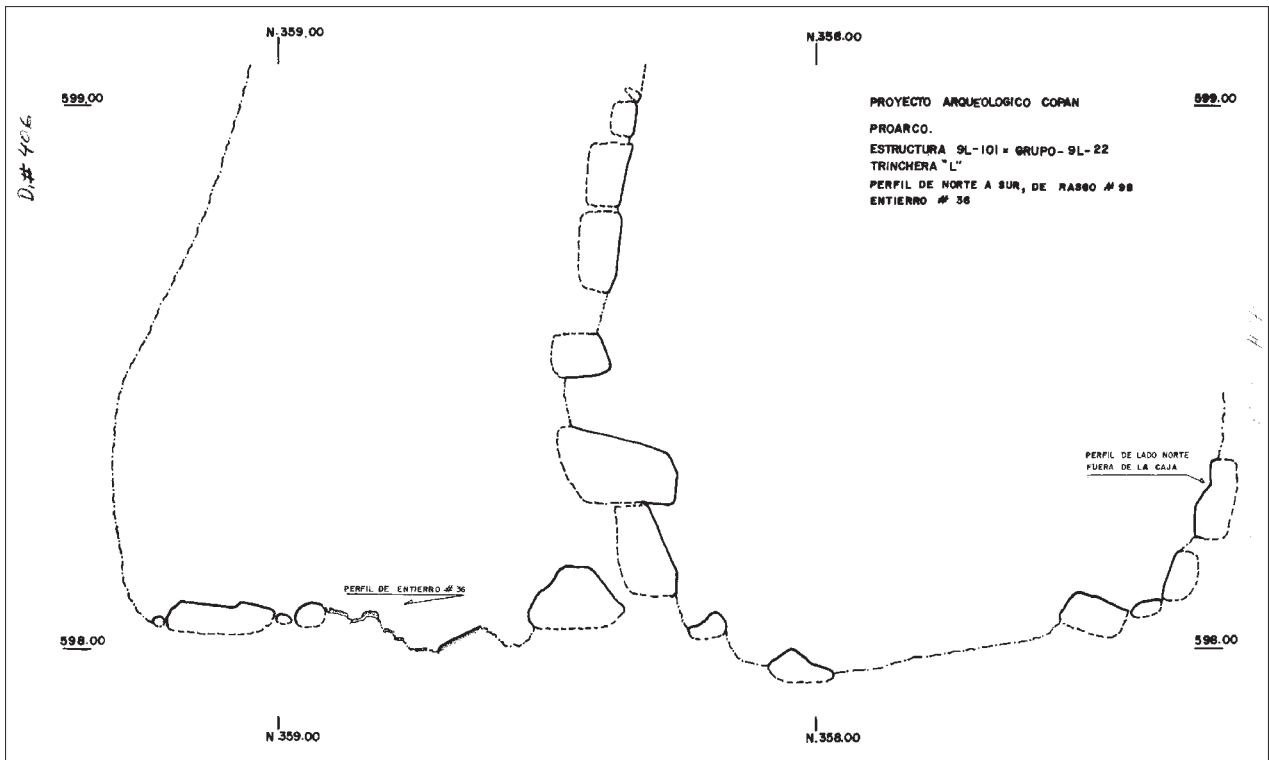 N.359.00
N.358.00
599.00
599.00
D.# 406
PROYECTO ARQUEOLOGICO COPAN
PROARCO.
ESTRUCTURA 9L-101 = GRUPO-9L-22
TRINCHERA "L"
PERFIL DE NORTE A SUR, DE RASGO # 98
ENTIERRO # 36
PERFIL DE LADO NORTE
FUERA DE LA CAJA
PERFIL DE ENTIERRO # 36
598.00
598.00
N.359.00
N.358.00